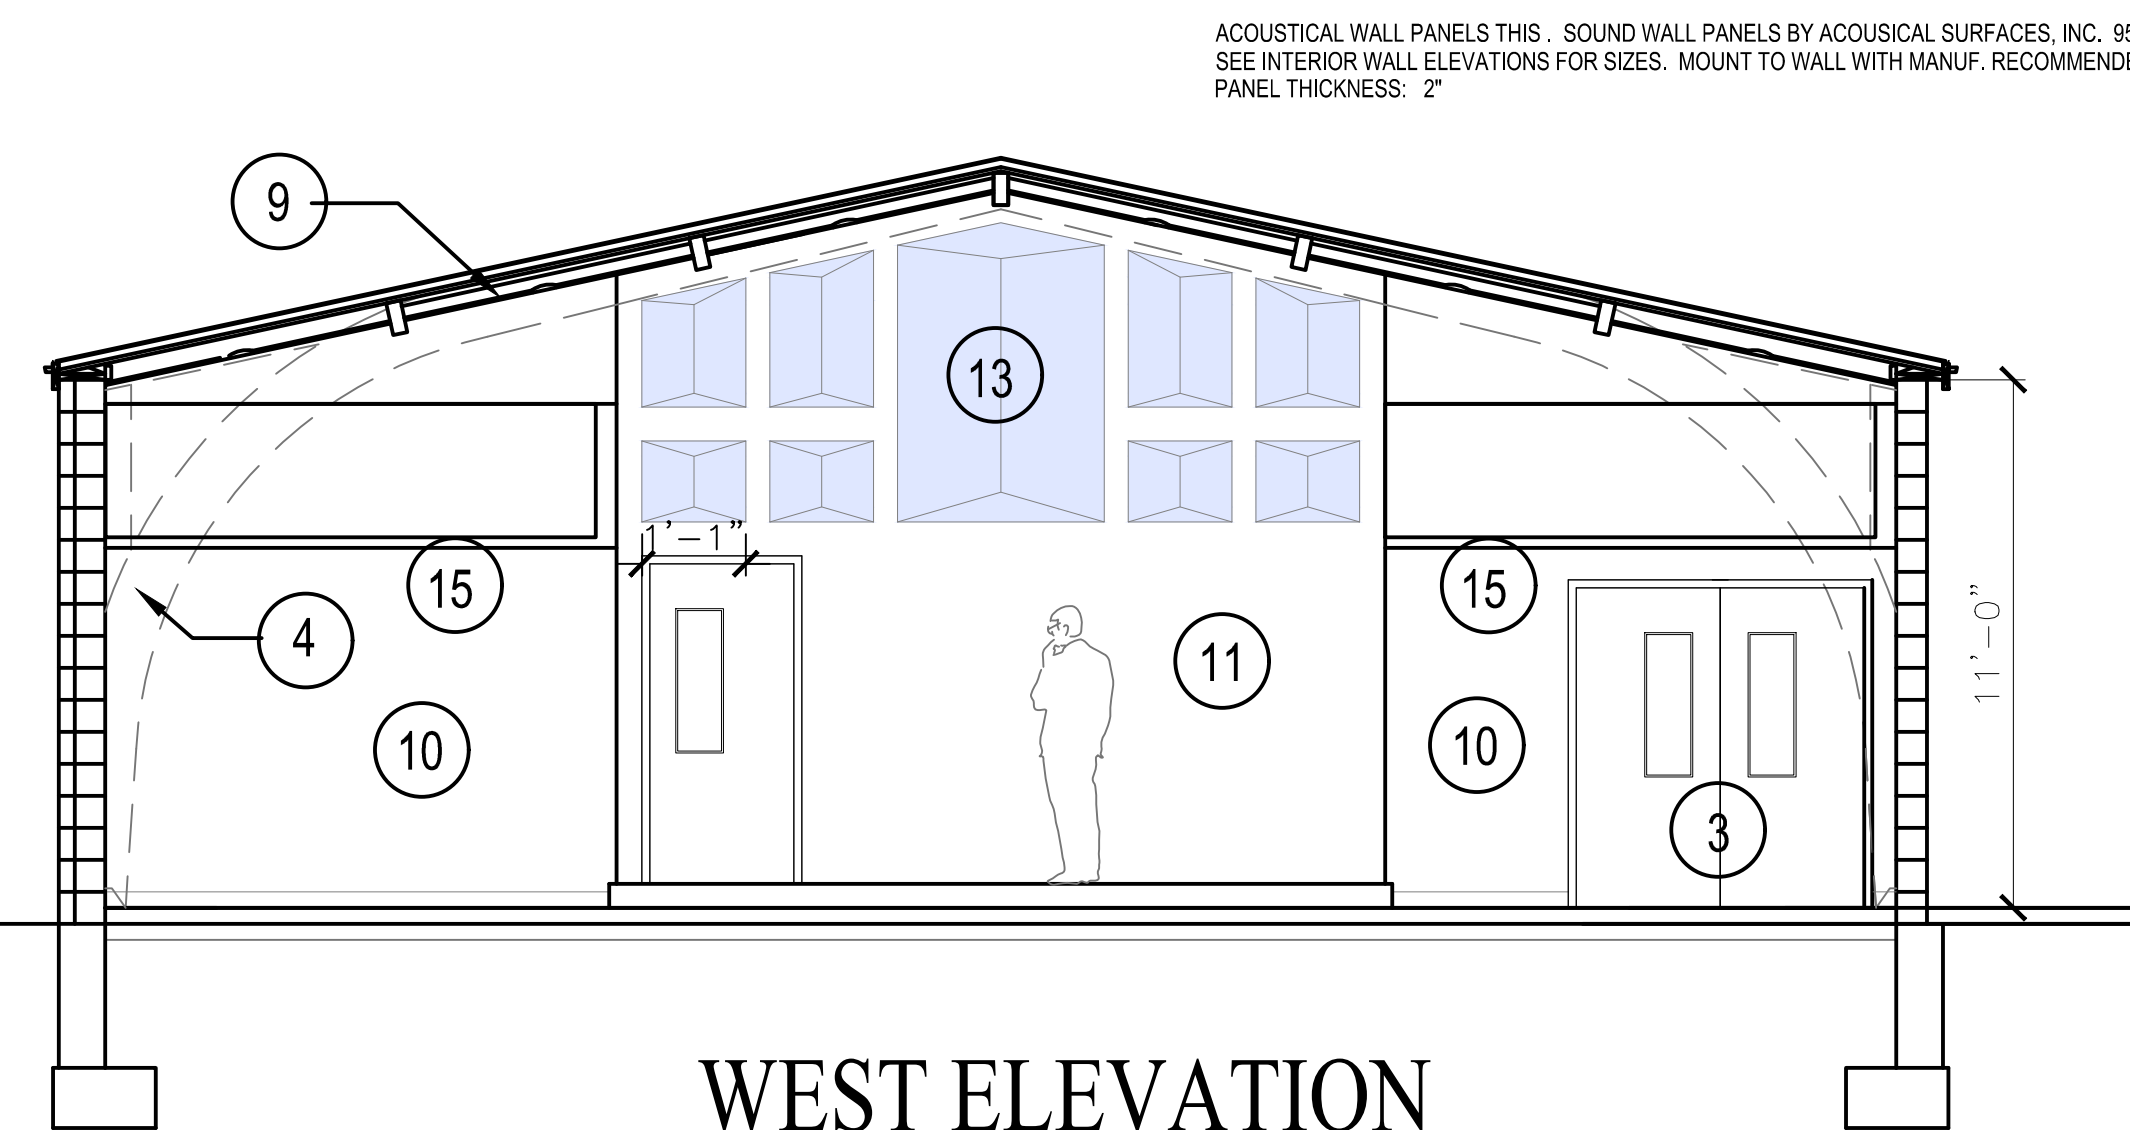 ACOUSTICAL WALL PANELS THIS . SOUND WALL PANELS BY ACOUSICAL SURFACES, INC. 95
SEE INTERIOR WALL ELEVATIONS FOR SIZES. MOUNT TO WALL WITH MANUF.
PANEL THICKNESS: 2"
9
13
1'-1"
15
15
4
11
11'-0"
10
10
3
WEST ELEVATION